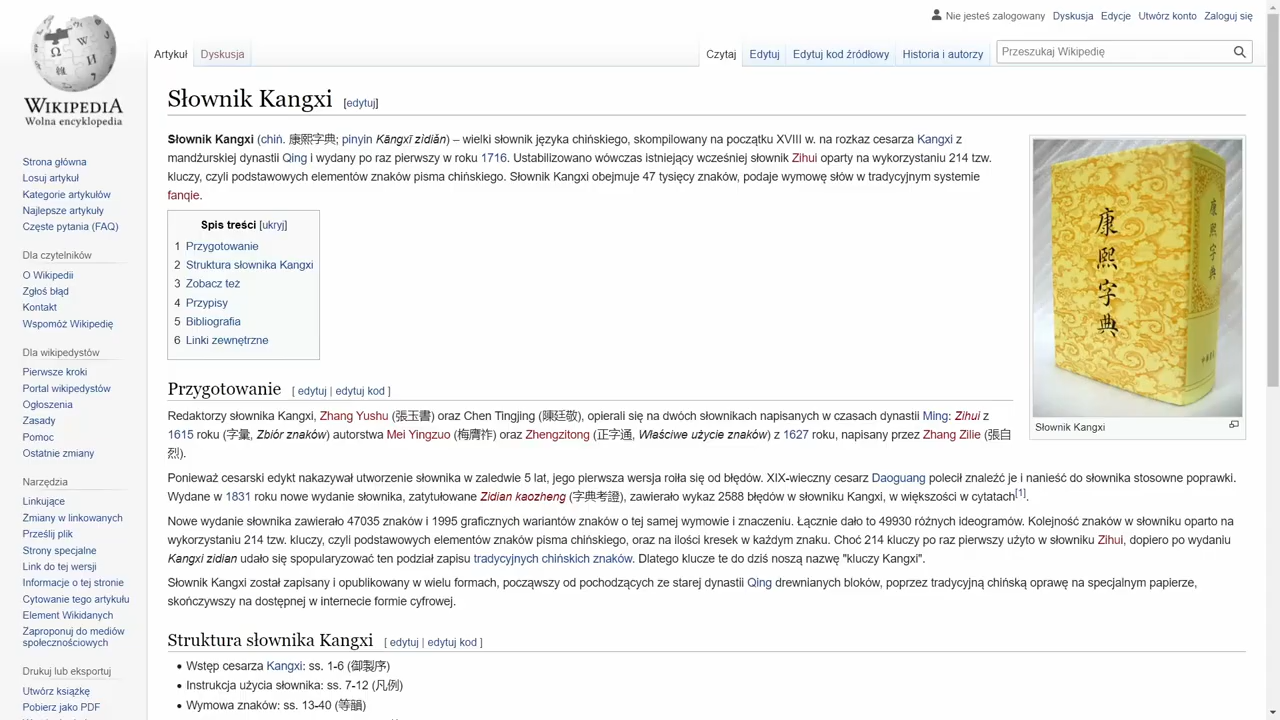 Nie jesteś zalogowany Dyskusja Edycje Utwórz konto Zaloguj się
Artykuł Dyskusja Czytaj Edytuj Edytuj kod źródłowy Historia i autorzy Przeszukaj Wikipedię
WIKIPEDIA
Wolna encyklopedia
Strona główna
Losuj artykuł
Kategorie artykułów
Najlepsze artykuły
Częste pytania (FAQ)
Dla czytelników
O Wikipedii
Zgłoś błąd
Kontakt
Wspomóż Wikipedię
Dla wikipedystów
Pierwsze kroki
Portal wikipedystów
Ogłoszenia
Zasady
Pomoc
Ostatnie zmiany
Narzędzia
Linkujące
Zmiany w linkowanych
Prześlij plik
Strony specjalne
Link do tej wersji
Informacje o tej stronie
Cytowanie tego artykułu
Element Wikidanych
Zaproponuj do mediów
społecznościowych
Drukuj lub eksportuj
Utwórz książkę
Pobierz jako PDF
Słownik Kangxi [edytuj]
Słownik Kangxi (chiń. 康熙字典; pinyin Kāngxī zìdiǎn) – wielki słownik języka chińskiego, skompilowany na początku XVIII w. na rozkaz cesarza Kangxi z
mandżurskiej dynastii Qing i wydany po raz pierwszy w roku 1716. Ustabilizowano wówczas istniejący wcześniej słownik Zihui oparty na wykorzystaniu 214 tzw.
kluczy, czyli podstawowych elementów znaków pisma chińskiego. Słownik Kangxi obejmuje 47 tysięcy znaków, podaje wymowę słów w tradycyjnym systemie
fanqie.
Spis treści [ukryj]
1 Przygotowanie
2 Struktura słownika Kangxi
3 Zobacz też
4 Przypisy
5 Bibliografia
6 Linki zewnętrzne
康熙字典
康熙字典
Słownik Kangxi
Przygotowanie [ edytuj | edytuj kod ]
Redaktorzy słownika Kangxi, Zhang Yushu (張玉書) oraz Chen Tingjing (陳廷敬), opierali się na dwóch słownikach napisanych w czasach dynastii Ming: Zihui z
1615 roku (字彙, Zbiór znaków) autorstwa Mei Yingzuo (梅膺祚) oraz Zhengzitong (正字通, Właściwe użycie znaków) z 1627 roku, napisany przez Zhang Zilie (張自
烈).
Ponieważ cesarski edykt nakazywał utworzenie słownika w zaledwie 5 lat, jego pierwsza wersja roiła się od błędów. XIX-wieczny cesarz Daoguang polecił znaleźć je i nanieść do słownika stosowne poprawki.
Wydane w 1831 roku nowe wydanie słownika, zatytułowane Zidian kaozheng (字典考證), zawierało wykaz 2588 błędów w słowniku Kangxi, w większości w cytatach[1].
Nowe wydanie słownika zawierało 47035 znaków i 1995 graficznych wariantów znaków o tej samej wymowie i znaczeniu. Łącznie dało to 49930 różnych ideogramów. Kolejność znaków w słowniku oparto na
wykorzystaniu 214 tzw. kluczy, czyli podstawowych elementów znaków pisma chińskiego, oraz na ilości kresek w każdym znaku. Choć 214 kluczy po raz pierwszy użyto w słowniku Zihui, dopiero po wydaniu
Kangxi zidian udało się spopularyzować ten podział zapisu tradycyjnych chińskich znaków. Dlatego klucze te do dziś noszą nazwę "kluczy Kangxi".
Słownik Kangxi został zapisany i opublikowany w wielu formach, począwszy od pochodzących ze starej dynastii Qing drewnianych bloków, poprzez tradycyjną chińską oprawę na specjalnym papierze,
skończywszy na dostępnej w internecie formie cyfrowej.
Struktura słownika Kangxi [ edytuj | edytuj kod ]
• Wstęp cesarza Kangxi: ss. 1-6 (御製序)
• Instrukcja użycia słownika: ss. 7-12 (凡例)
• Wymowa znaków: ss. 13-40 (等韻)